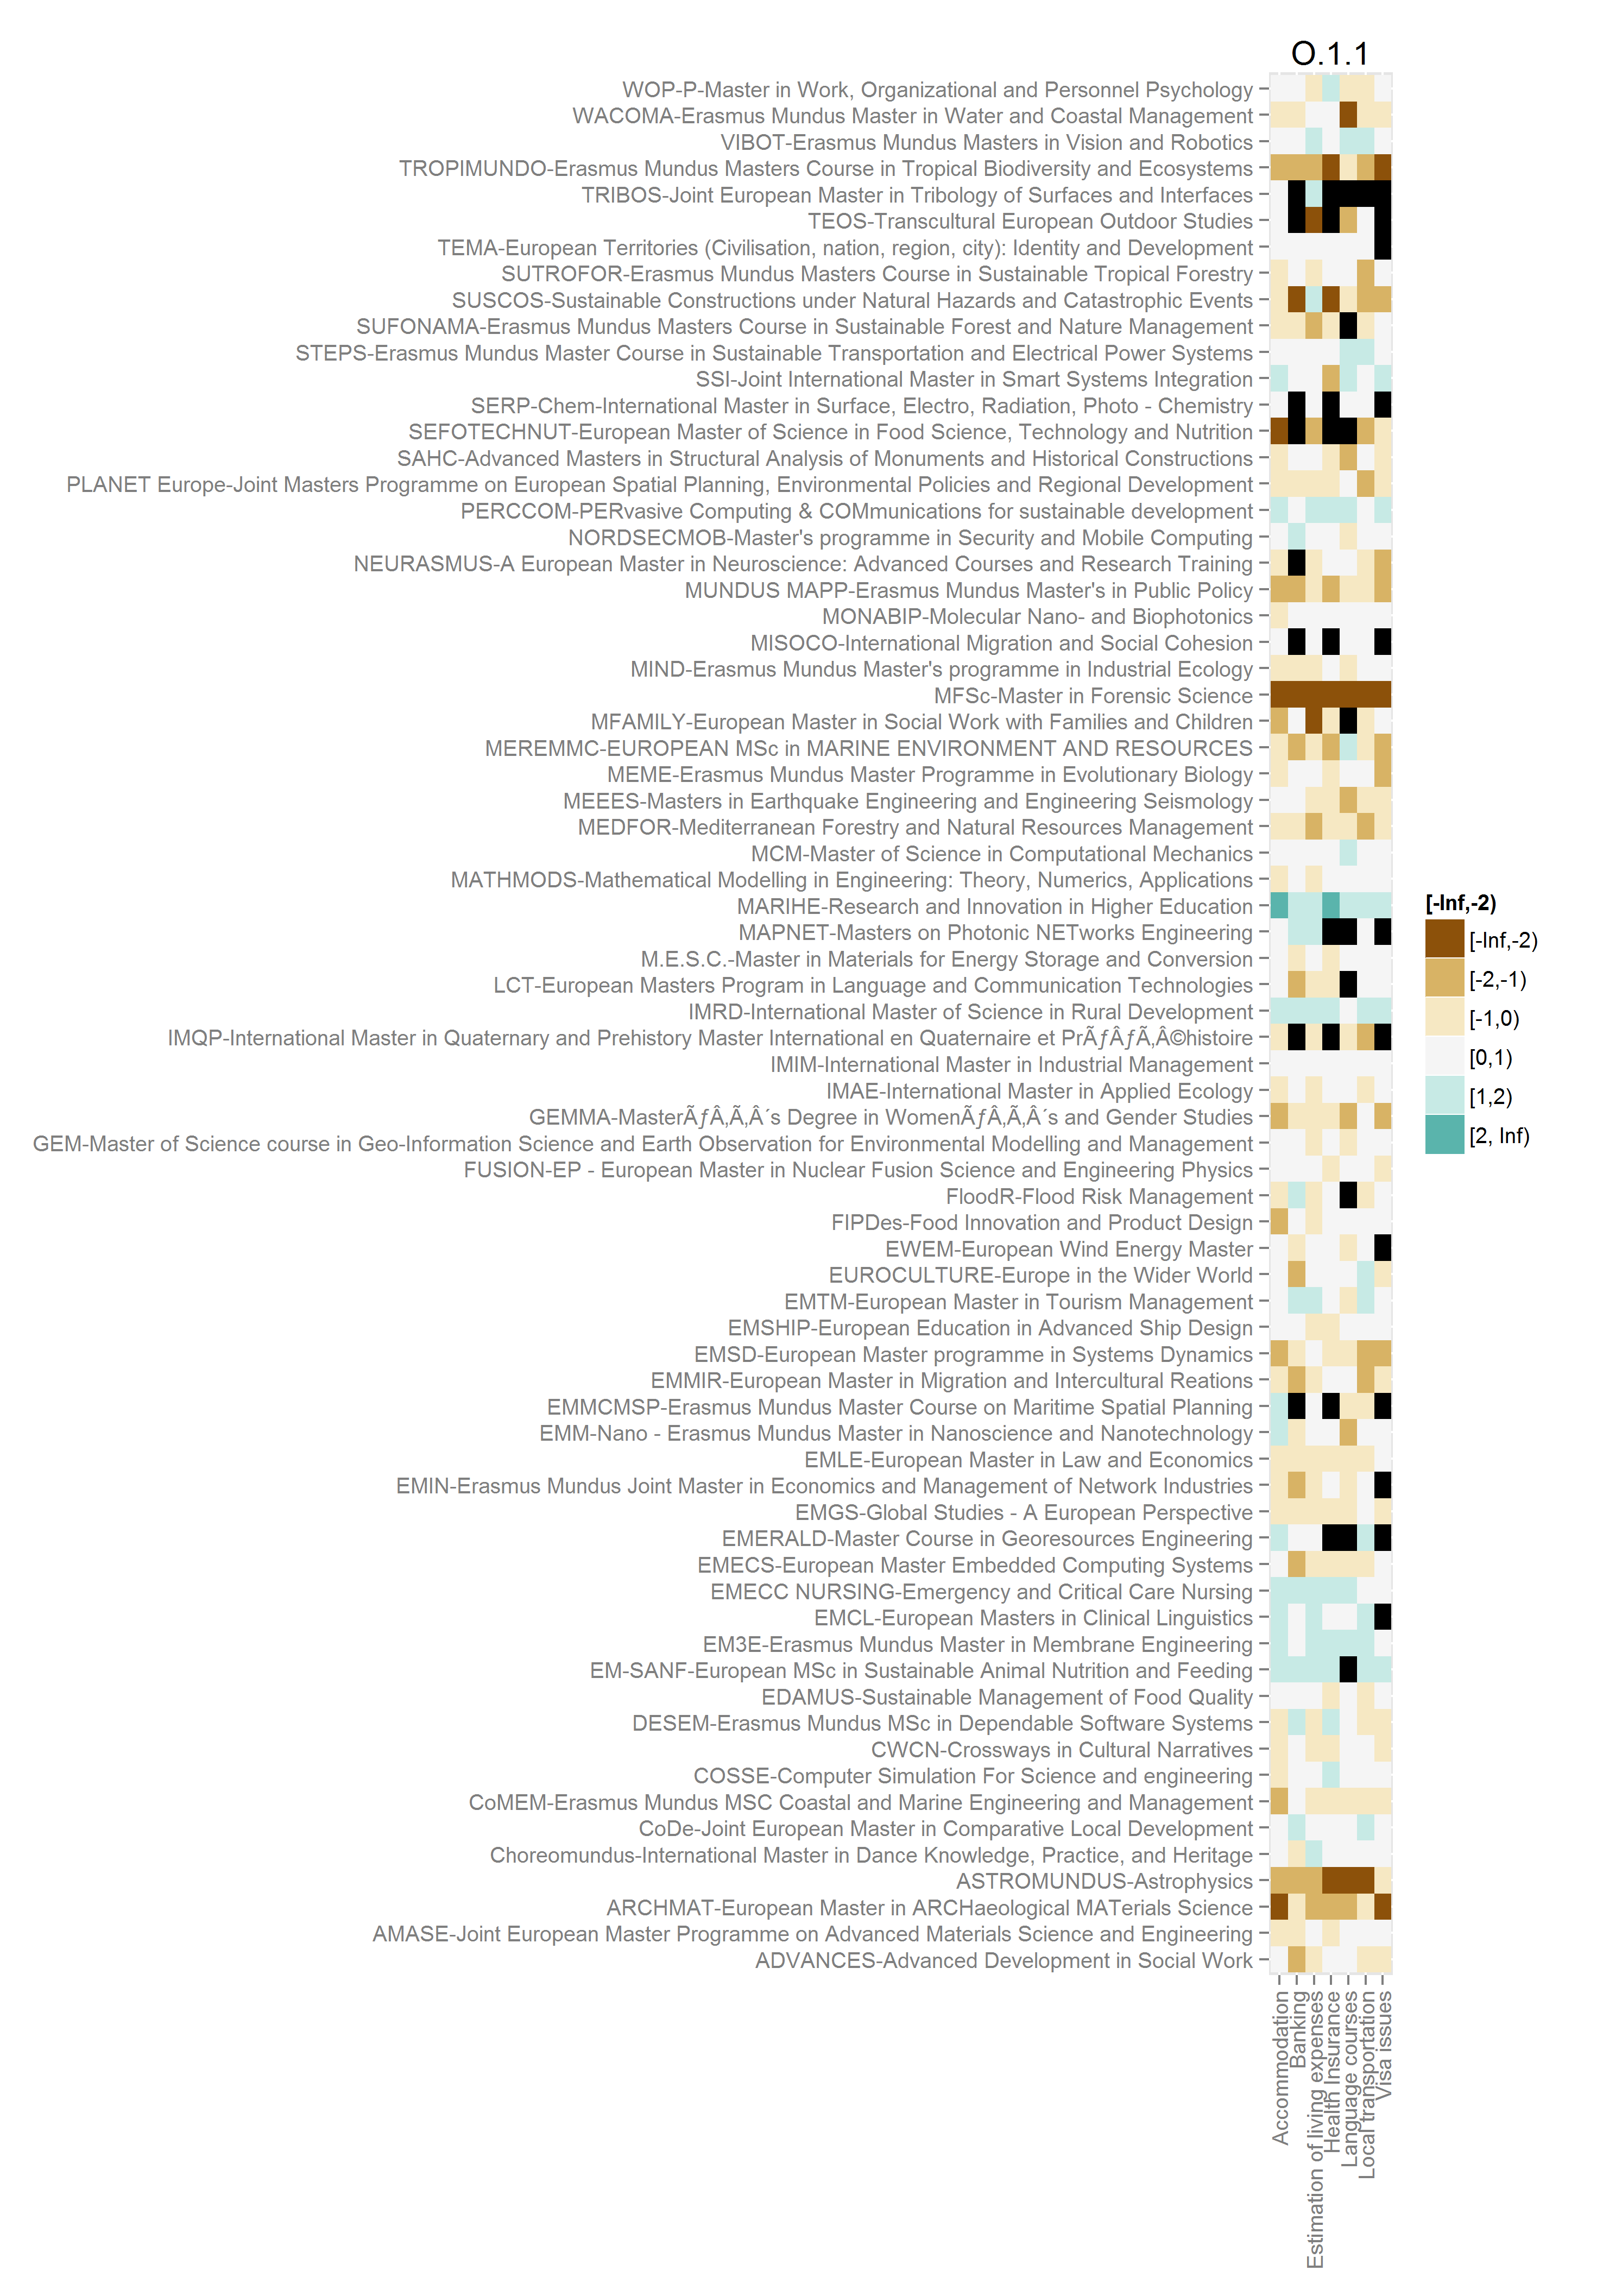 O.1.1
WOP-P-Master in Work, Organizational and Personnel Psychology
WACOMA-Erasmus Mundus Master in Water and Coastal Management
VIBOT-Erasmus Mundus Masters in Vision and Robotics
TROPIMUNDO-Erasmus Mundus Masters Course in Tropical Biodiversity and Ecosystems
TRIBOS-Joint European Master in Tribology of Surfaces and Interfaces
TEOS-Transcultural European Outdoor Studies
TEMA-European Territories (Civilisation, nation, region, city): Identity and Development
SUTROFOR-Erasmus Mundus Masters Course in Sustainable Tropical Forestry
SUSCOS-Sustainable Constructions under Natural Hazards and Catastrophic Events
SUFONAMA-Erasmus Mundus Masters Course in Sustainable Forest and Nature Management
STEPS-Erasmus Mundus Master Course in Sustainable Transportation and Electrical Power Systems
SSI-Joint International Master in Smart Systems Integration
SERP-Chem-International Master in Surface, Electro, Radiation, Photo - Chemistry
SEFOTECHNUT-European Master of Science in Food Science, Technology and Nutrition
SAHC-Advanced Masters in Structural Analysis of Monuments and Historical Constructions
PLANET Europe-Joint Masters Programme on European Spatial Planning, Environmental Policies and Regional Development
PERCCOM-PERvasive Computing & COMmunications for sustainable development
NORDSECMOB-Master's programme in Security and Mobile Computing
NEURASMUS-A European Master in Neuroscience: Advanced Courses and Research Training
MUNDUS MAPP-Erasmus Mundus Master's in Public Policy
MONABIP-Molecular Nano- and Biophotonics
MISOCO-International Migration and Social Cohesion
MIND-Erasmus Mundus Master's programme in Industrial Ecology
MFSc-Master in Forensic Science
MFAMILY-European Master in Social Work with Families and Children
MEREMMC-EUROPEAN MSc in MARINE ENVIRONMENT AND RESOURCES
MEME-Erasmus Mundus Master Programme in Evolutionary Biology
MEEES-Masters in Earthquake Engineering and Engineering Seismology
MEDFOR-Mediterranean Forestry and Natural Resources Management
MCM-Master of Science in Computational Mechanics
MATHMODS-Mathematical Modelling in Engineering: Theory, Numerics, Applications
MARIHE-Research and Innovation in Higher Education
MAPNET-Masters on Photonic NETworks Engineering
M.E.S.C.-Master in Materials for Energy Storage and Conversion
LCT-European Masters Program in Language and Communication Technologies
IMRD-International Master of Science in Rural Development
IMQP-International Master in Quaternary and Prehistory Master International en Quaternaire et PrÃƒÂƒÃ‚Â©histoire
IMIM-International Master in Industrial Management
IMAE-International Master in Applied Ecology
GEMMA-MasterÃƒÂ‚Ã‚Â´s Degree in WomenÃƒÂ‚Ã‚Â´s and Gender Studies
GEM-Master of Science course in Geo-Information Science and Earth Observation for Environmental Modelling and Management
FUSION-EP - European Master in Nuclear Fusion Science and Engineering Physics
FloodR-Flood Risk Management
FIPDes-Food Innovation and Product Design
EWEM-European Wind Energy Master
EUROCULTURE-Europe in the Wider World
EMTM-European Master in Tourism Management
EMSHIP-European Education in Advanced Ship Design
EMSD-European Master programme in Systems Dynamics
EMMIR-European Master in Migration and Intercultural Reations
EMMCMSP-Erasmus Mundus Master Course on Maritime Spatial Planning
EMM-Nano - Erasmus Mundus Master in Nanoscience and Nanotechnology
EMLE-European Master in Law and Economics
EMIN-Erasmus Mundus Joint Master in Economics and Management of Network Industries
EMGS-Global Studies - A European Perspective
EMERALD-Master Course in Georesources Engineering
EMECS-European Master Embedded Computing Systems
EMECC NURSING-Emergency and Critical Care Nursing
EMCL-European Masters in Clinical Linguistics
EM3E-Erasmus Mundus Master in Membrane Engineering
EM-SANF-European MSc in Sustainable Animal Nutrition and Feeding
EDAMUS-Sustainable Management of Food Quality
DESEM-Erasmus Mundus MSc in Dependable Software Systems
CWCN-Crossways in Cultural Narratives
COSSE-Computer Simulation For Science and engineering
CoMEM-Erasmus Mundus MSC Coastal and Marine Engineering and Management
CoDe-Joint European Master in Comparative Local Development
Choreomundus-International Master in Dance Knowledge, Practice, and Heritage
ASTROMUNDUS-Astrophysics
ARCHMAT-European Master in ARCHaeological MATerials Science
AMASE-Joint European Master Programme on Advanced Materials Science and Engineering
ADVANCES-Advanced Development in Social Work
Accommodation
Banking
Estimation of living expenses
Health Insurance
Language courses
Local transportation
Visa issues
[-Inf,-2)
[-Inf,-2)
[-2,-1)
[-1,0)
[0,1)
[1,2)
[2, Inf)